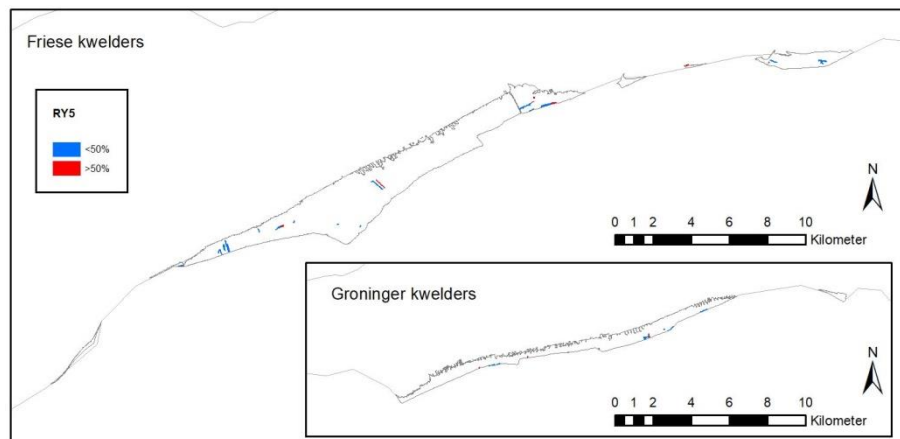 Friese kwelders
RY5
<50%
>50%
N
0 1 2 4 6 8 10
Kilometer
Groninger kwelders
N
0 1 2 4 6 8 10
Kilometer